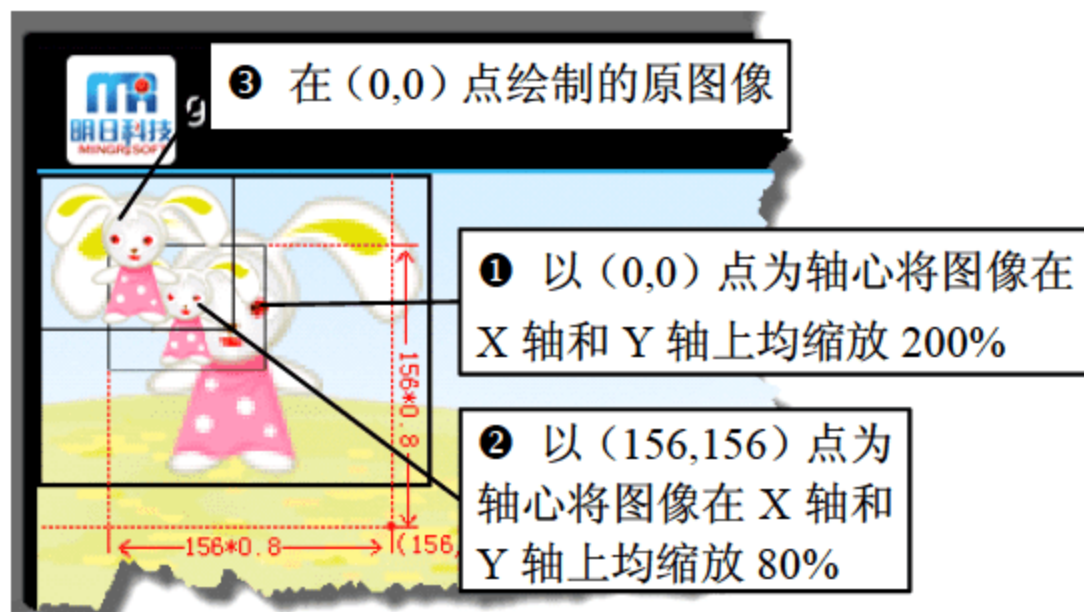 明日科技
MINGRISOFT
❸ 在（0,0）点绘制的原图像
❶ 以（0,0）点为轴心将图像在
X 轴和 Y 轴上均缩放 200%
156*0.8
❷ 以（156,156）点为
轴心将图像在 X 轴和
Y 轴上均缩放 80%
156*0.8
(156,